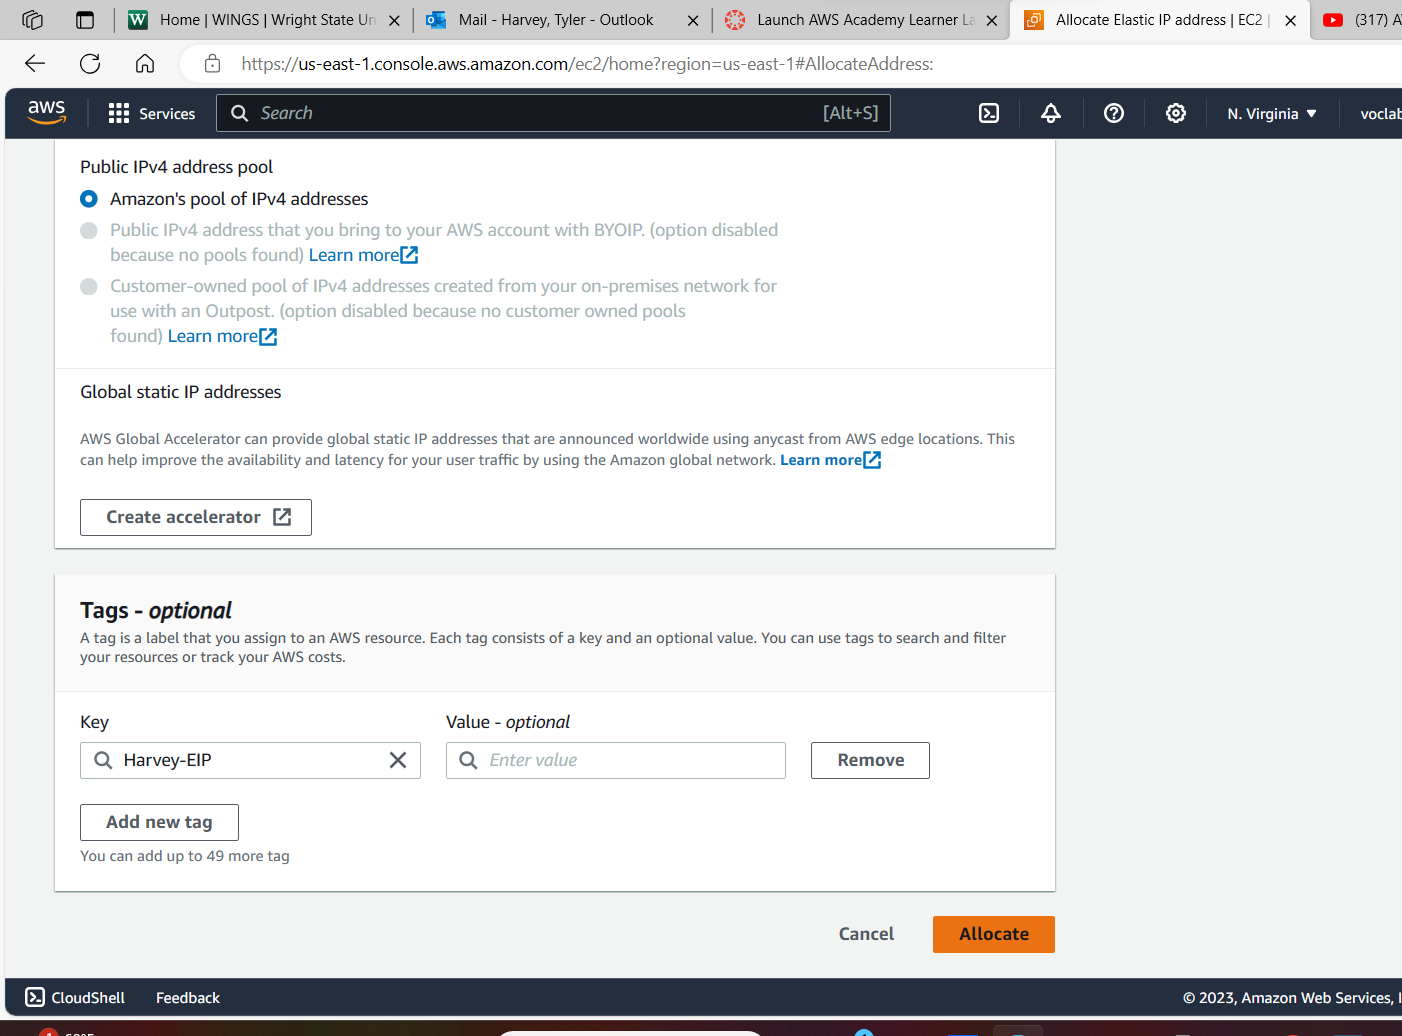 Home | WINGS | Wright State Un
Mail - Harvey, Tyler - Outlook
Launch AWS Academy Learner La
Allocate Elastic IP address | EC2 |
(317) A
https://us-east-1.console.aws.amazon.com/ec2/home?region=us-east-1#AllocateAddress:
aws
Services
Search
[Alt+S]
N. Virginia
voclab
Public IPv4 address pool
Amazon's pool of IPv4 addresses
Public IPv4 address that you bring to your AWS account with BYOIP. (option disabled
because no pools found) Learn more
Customer-owned pool of IPv4 addresses created from your on-premises network for
use with an Outpost. (option disabled because no customer owned pools
found) Learn more
Global static IP addresses
AWS Global Accelerator can provide global static IP addresses that are announced worldwide using anycast from AWS edge locations. This
can help improve the availability and latency for your user traffic by using the Amazon global network. Learn more
Create accelerator
Tags - optional
A tag is a label that you assign to an AWS resource. Each tag consists of a key and an optional value. You can use tags to search and filter
your resources or track your AWS costs.
Key
Value - optional
Harvey-EIP
Enter value
Remove
Add new tag
You can add up to 49 more tag
Cancel
Allocate
CloudShell
Feedback
© 2023, Amazon Web Services, I